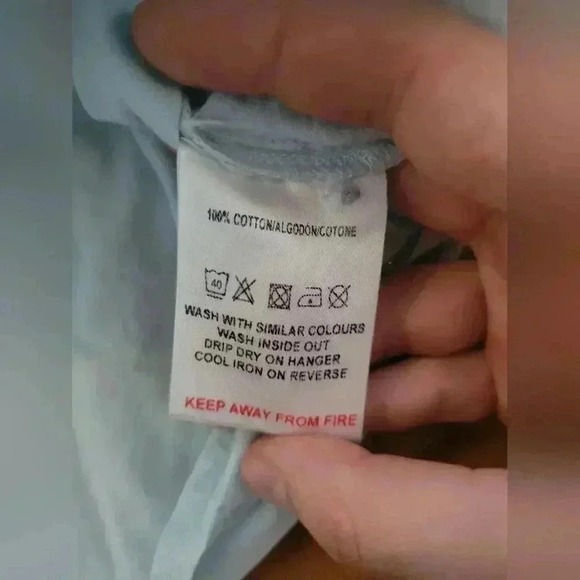 100% COTTON/ALGODON/COTONE
40
WASH WITH SIMILAR COLOURS
WASH INSIDE OUT
DRIP DRY ON HANGER
COOL IRON ON REVERSE
KEEP AWAY FROM FIRE